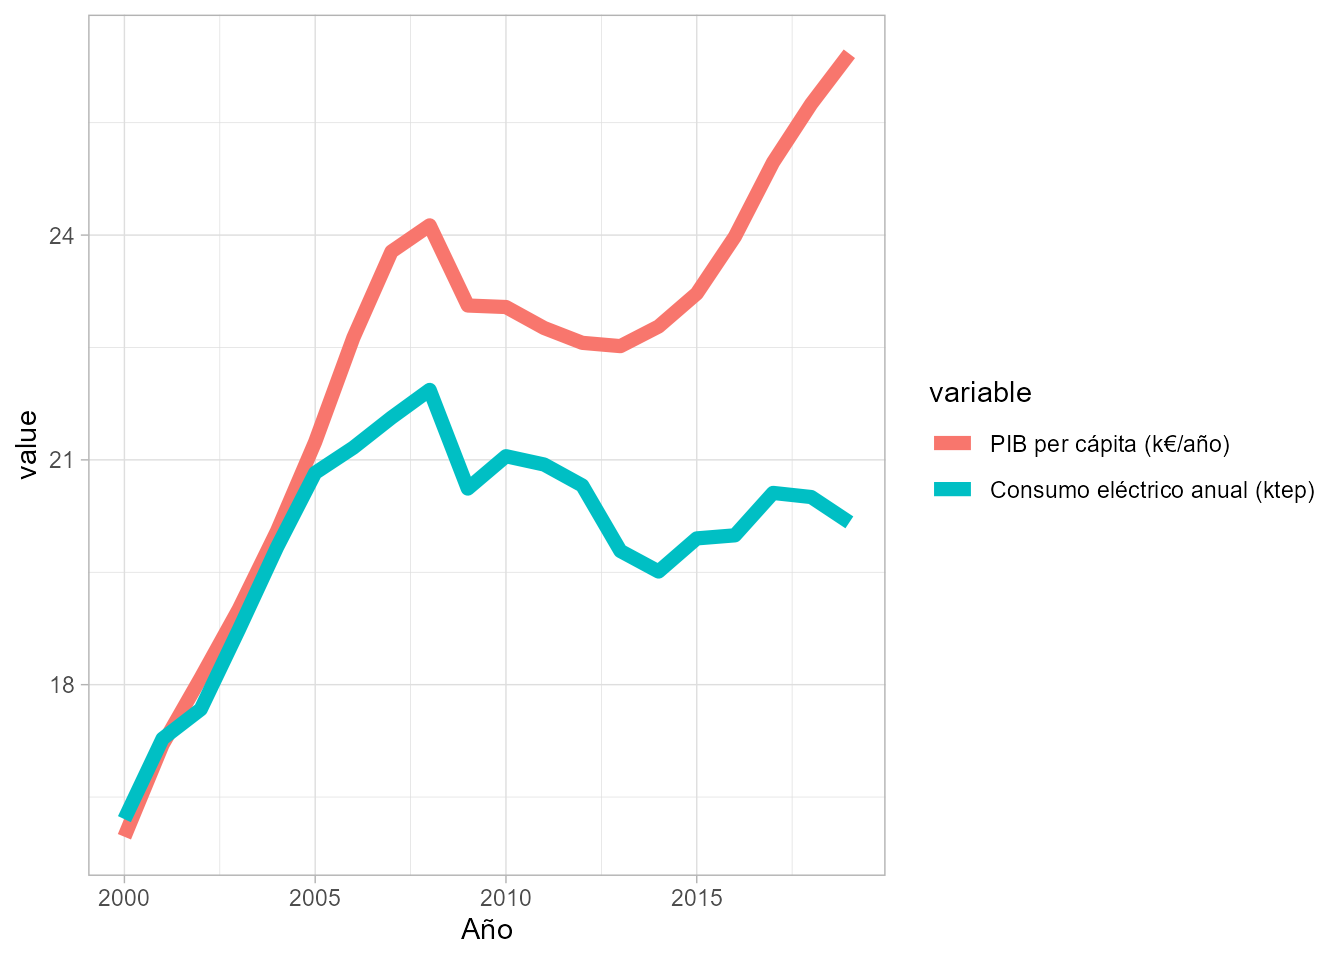 24
21
18
value
2000
2005
2010
2015
Año
variable
PIB per cápita (k€/año)
Consumo eléctrico anual (ktep)